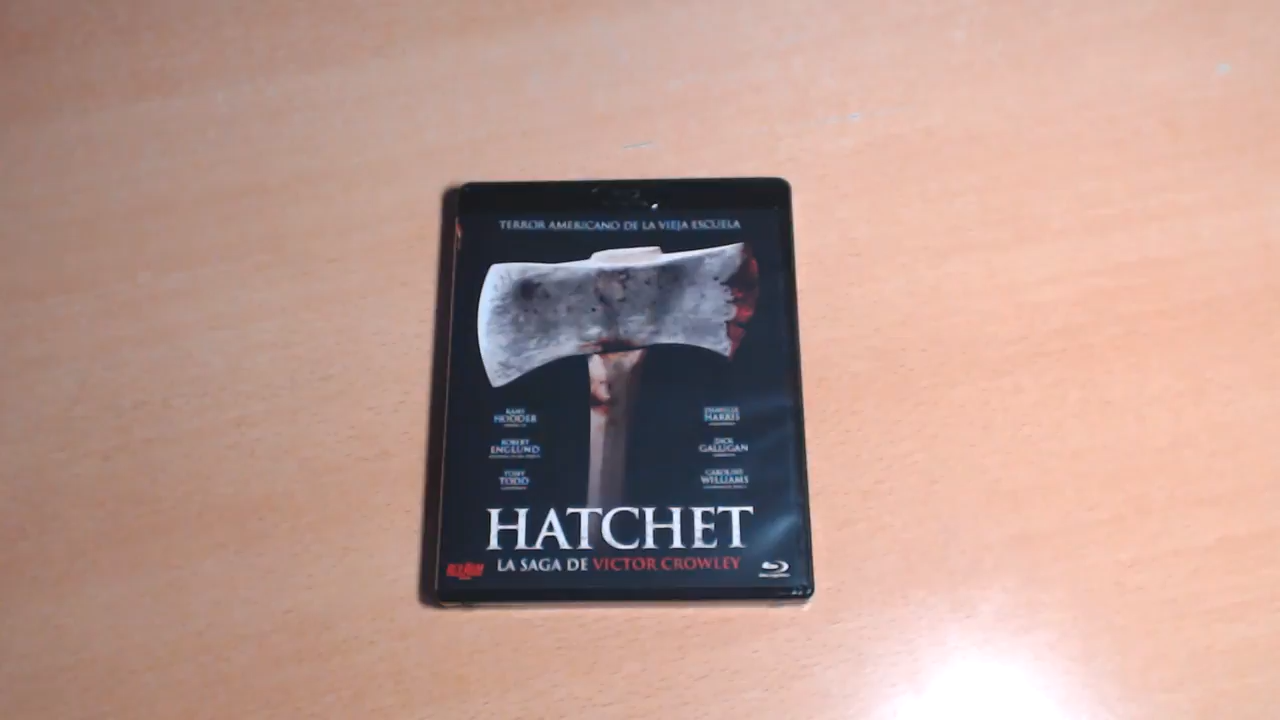 TERROR AMERICANO DE LA VIEJA ESCUELA
KANE
HODDER
DANIELLE
HARRIS
ROBERT
ENGLUND
ZACH
GALLIGAN
TONY
TODD
CAROLINE
WILLIAMS
HATCHET
LA SAGA DE VICTOR CROWLEY